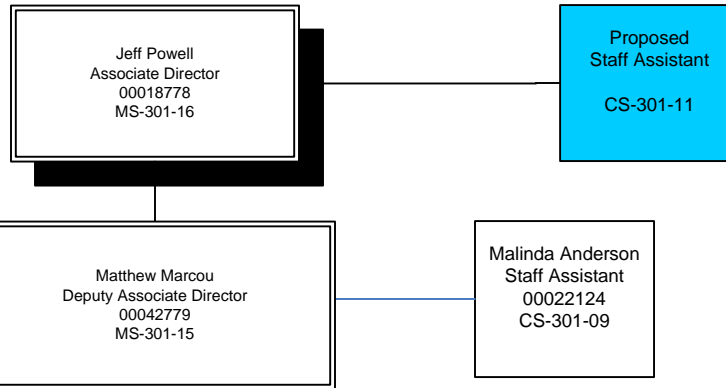 Jeff Powell
Associate Director
00018778
MS-301-16
Proposed
Staff Assistant
CS-301-11
Matthew Marcou
Deputy Associate Director
00042779
MS-301-15
Malinda Anderson
Staff Assistant
00022124
CS-301-09